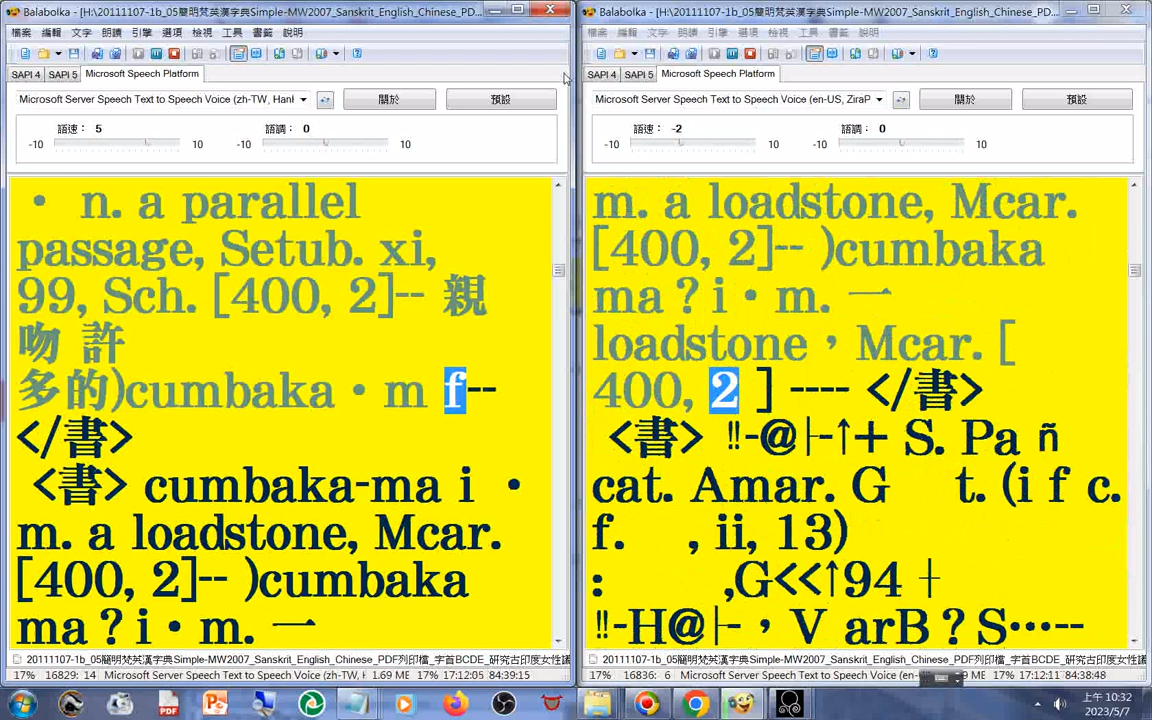 Balabolka - [H:\20111107-1b_05簡明梵英漢字典Simple-MW2007_Sanskrit_English_Chinese_PD...
檔案 編輯 文字 朗讀 引擎 選項 檢視 工具 書籤 說明
SAPI 4 SAPI 5 Microsoft Speech Platform
Microsoft Server Speech Text to Speech Voice (zh-TW, Han
關於 預設
語速： 5 語調： 0
-10 10 -10 10
• n. a parallel
passage, Setub. xi,
99, Sch. [400, 2]-- 親
吻 許
多的)cumbaka • m f--
</書>
<書> cumbaka-ma i •
m. a loadstone, Mcar.
[400, 2]-- )cumbaka
ma？i • m. 一
20111107-1b_05簡明梵英漢字典Simple-MW2007_Sanskrit_English_Chinese_PDF列印檔_字首BCDE_研究古印度女性議
17% 16829: 14 Microsoft Server Speech Text to Speech Voice (zh-TW, 1.69 MB 17% 17:12:05 84:39:15
Balabolka - [H:\20111107-1b_05簡明梵英漢字典Simple-MW2007_Sanskrit_English_Chinese_PD...
檔案 編輯 文字 朗讀 引擎 選項 檢視 工具 書籤 說明
SAPI 4 SAPI 5 Microsoft Speech Platform
Microsoft Server Speech Text to Speech Voice (en-US, ZiraP
關於 預設
語速： -2 語調： 0
-10 10 -10 10
m. a loadstone, Mcar.
[400, 2]-- )cumbaka
ma？i • m. 一
loadstone，Mcar. [
400, 2 ] ---- </書>
<書> ‼-@├-↑+ S. Pa ñ
cat. Amar. G t. (i f c.
f. , ii, 13)
: ,G<<↑94 ┼
‼-H@├-，V arB？S…--
20111107-1b_05簡明梵英漢字典Simple-MW2007_Sanskrit_English_Chinese_PDF列印檔_字首BCDE_研究古印度女性議
17% 16836: 6 Microsoft Server Speech Text to Speech Voice MB 17% 17:12:11 84:38:48
上午 10:32
2023/5/7